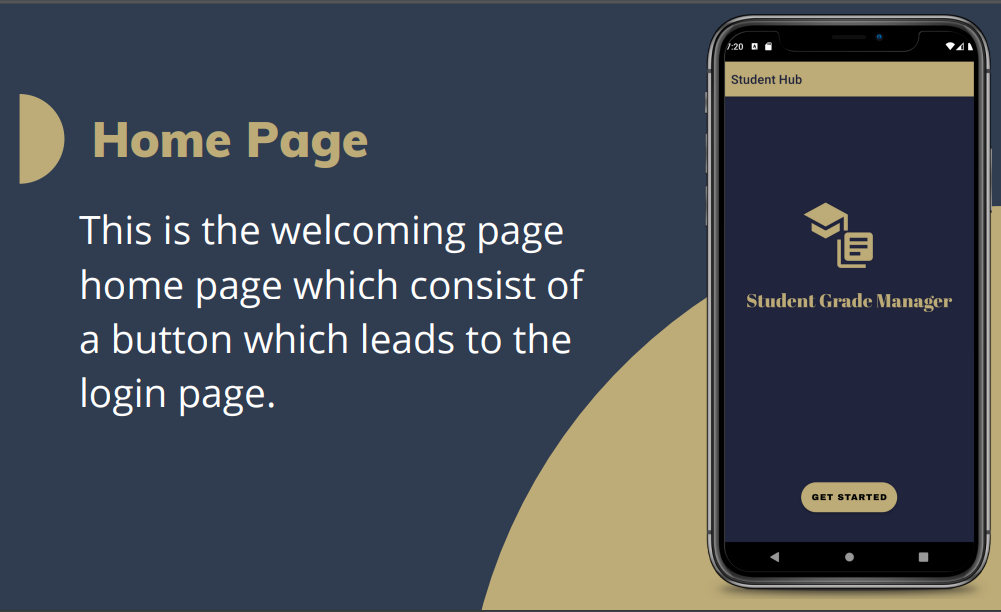 Home Page
This is the welcoming page
home page which consist of
a button which leads to the
login page.
7:20
Student Hub
Student Grade Manager
GET STARTED